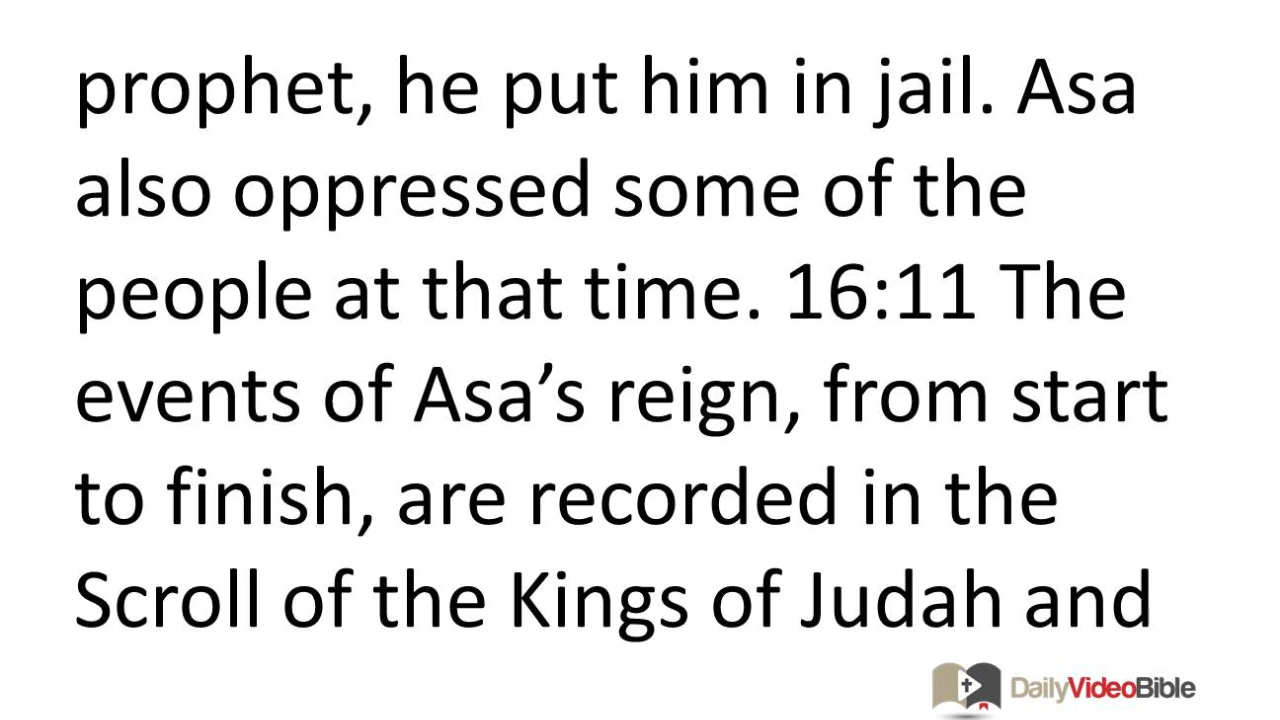 prophet, he put him in jail. Asa
also oppressed some of the
people at that time. 16:11 The
events of Asa’s reign, from start
to finish, are recorded in the
Scroll of the Kings of Judah and
DailyVideoBible